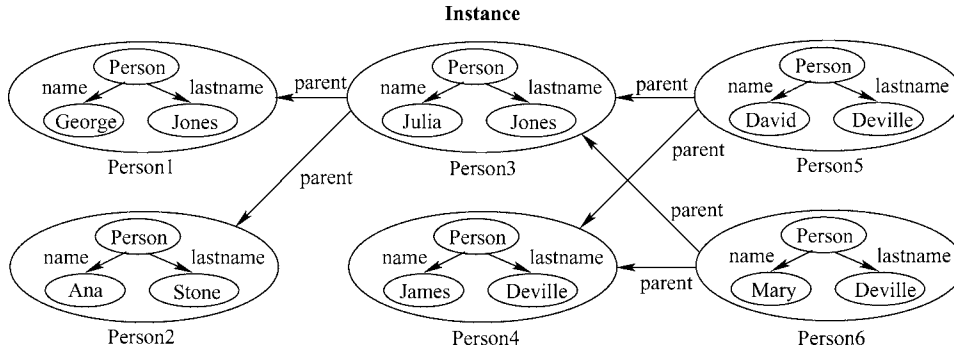 Instance
Person
name
lastname
George
Jones
Person1
parent
Person
name
lastname
Julia
Jones
Person3
parent
Person
name
lastname
David
Deville
Person5
parent
parent
Person
name
lastname
Ana
Stone
Person2
Person
name
lastname
James
Deville
Person4
parent
Person
name
lastname
Mary
Deville
Person6